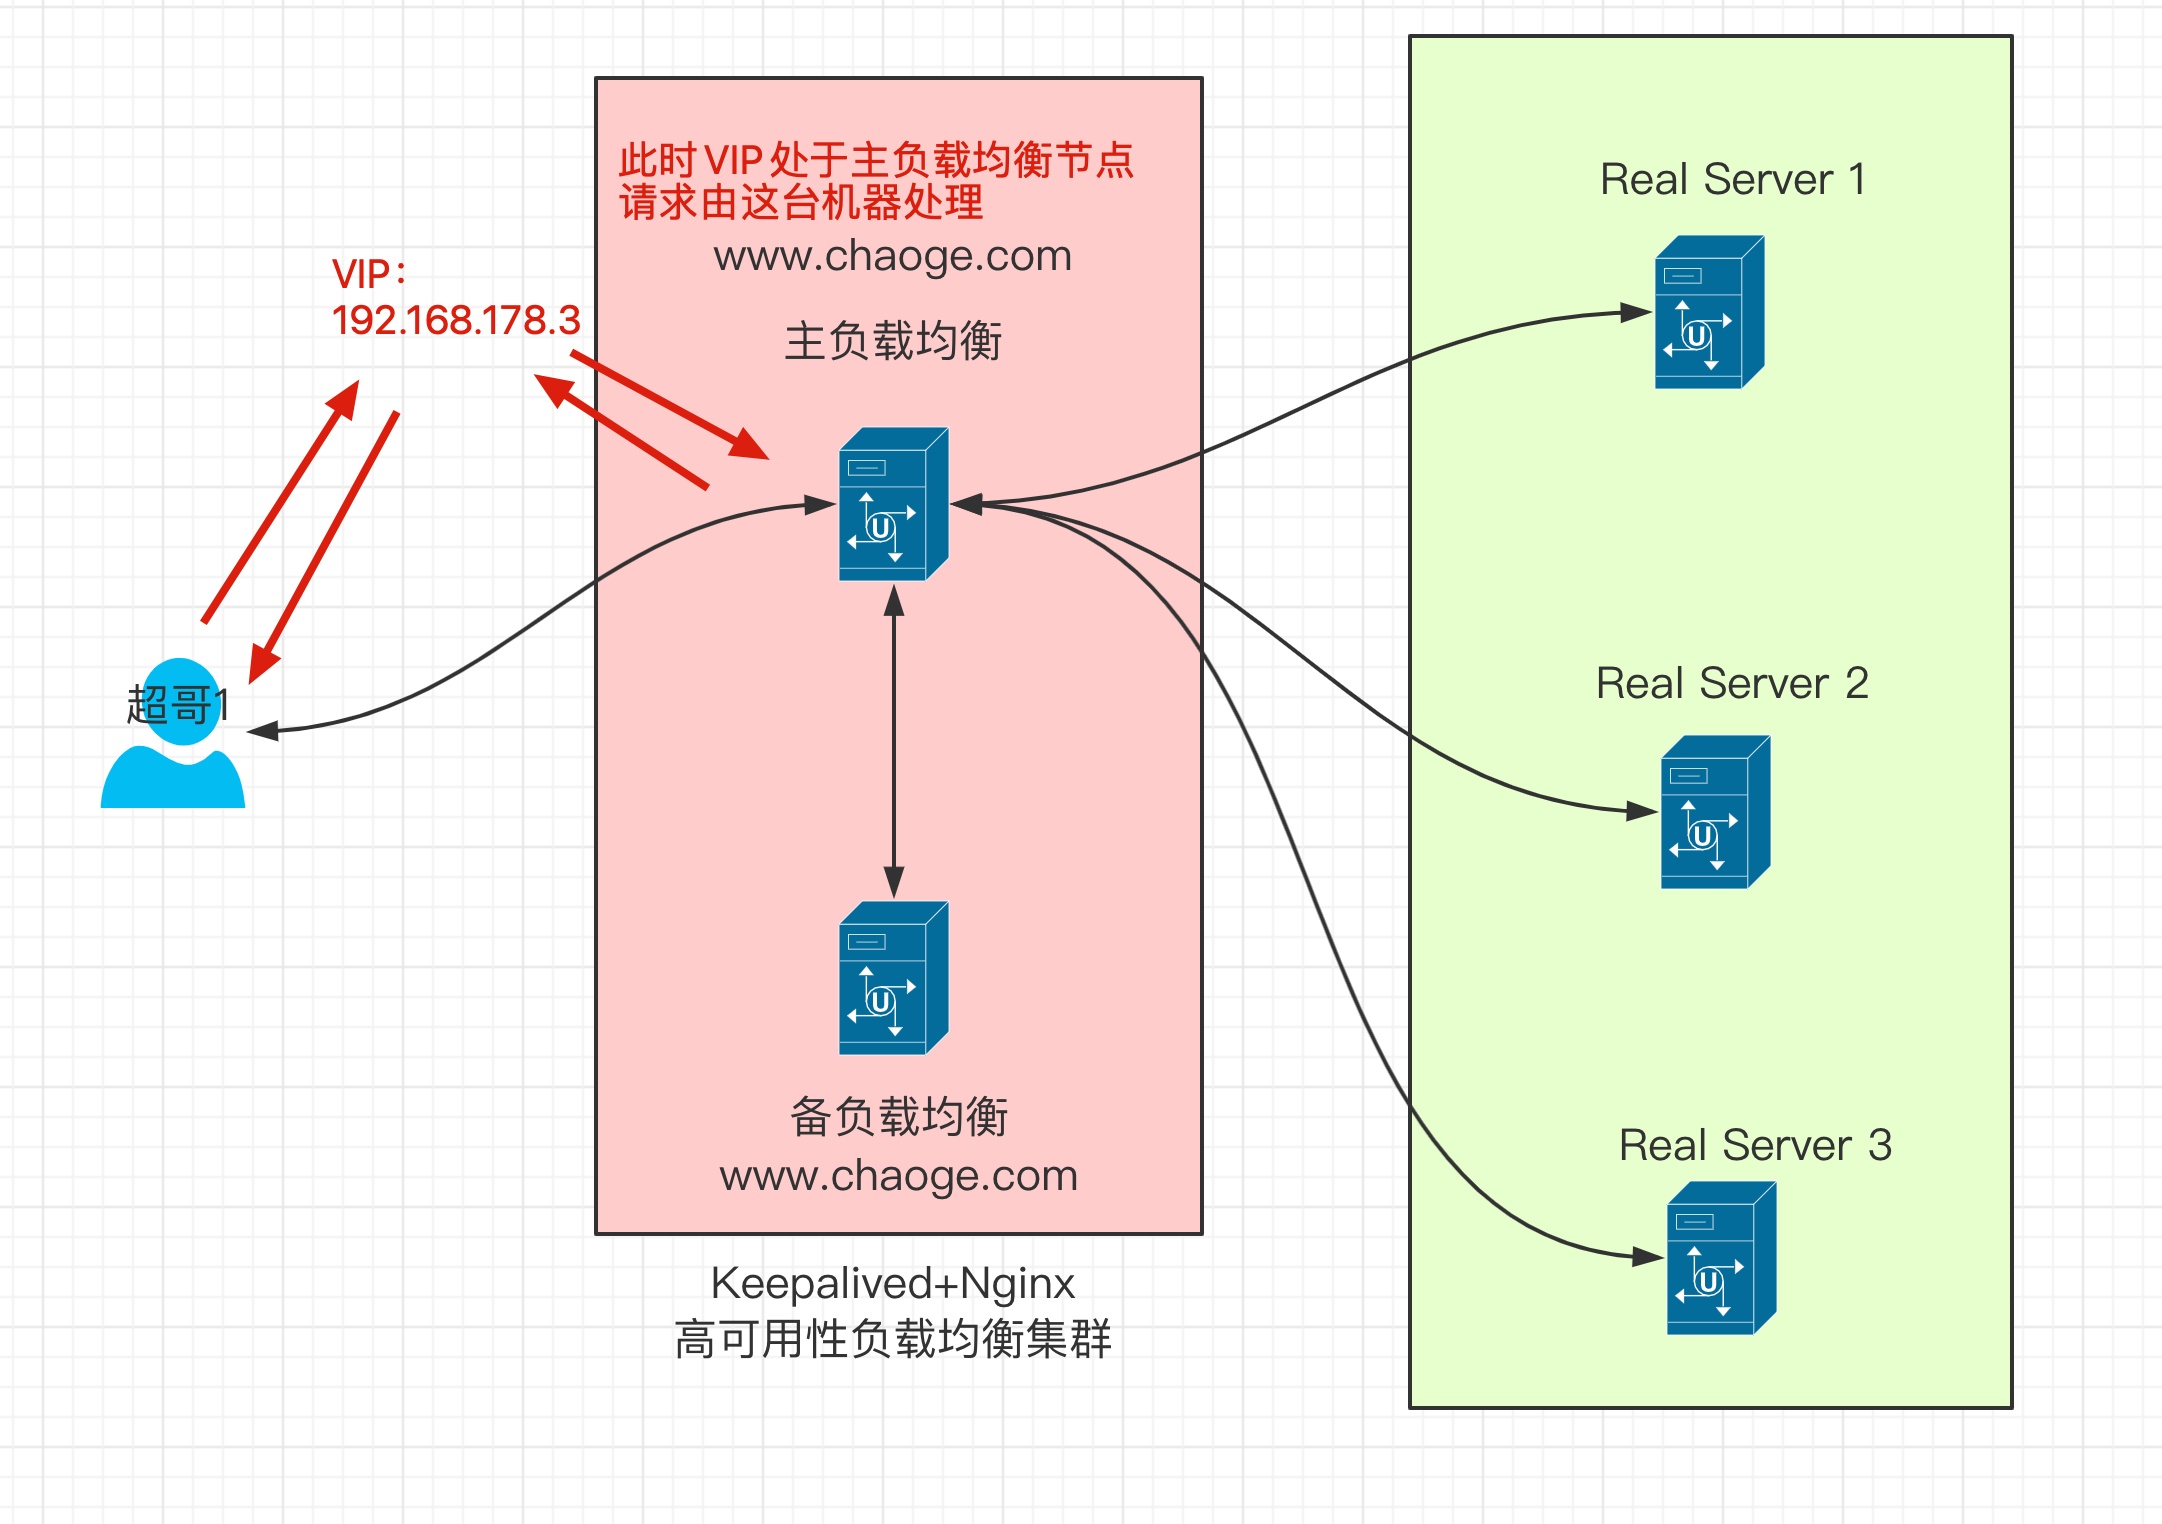 此时VIP处于主负载均衡节点
请求由这台机器处理
www.chaoge.com
主负载均衡
VIP：
192.168.178.3
超哥1
备负载均衡
www.chaoge.com
Keepalived+Nginx
高可用性负载均衡集群
Real Server 1
U
Real Server 2
U
Real Server 3
U
U
U